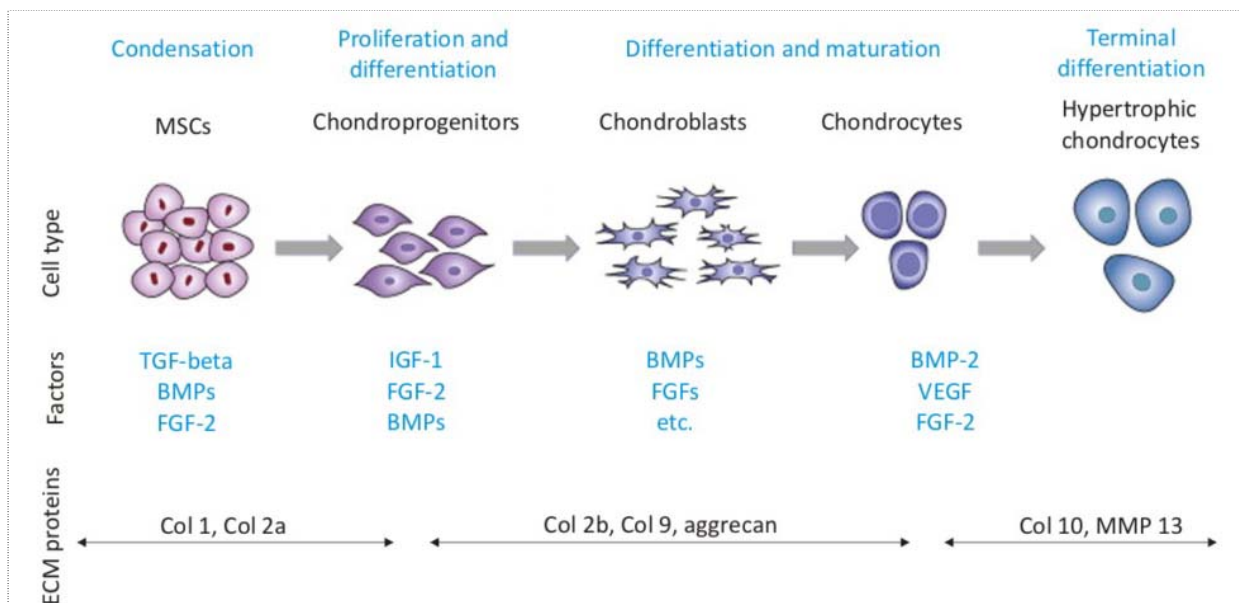 Condensation
Proliferation and
differentiation
Differentiation and maturation
Terminal
differentiation
MSCs
Chondroprogenitors
Chondroblasts
Chondrocytes
Hypertrophic
chondrocytes
Cell type
Factors
TGF-beta
BMPs
FGF-2
IGF-1
FGF-2
BMPs
BMPs
FGFs
etc.
BMP-2
VEGF
FGF-2
ECM proteins
Col 1, Col 2a
Col 2b, Col 9, aggrecan
Col 10, MMP 13